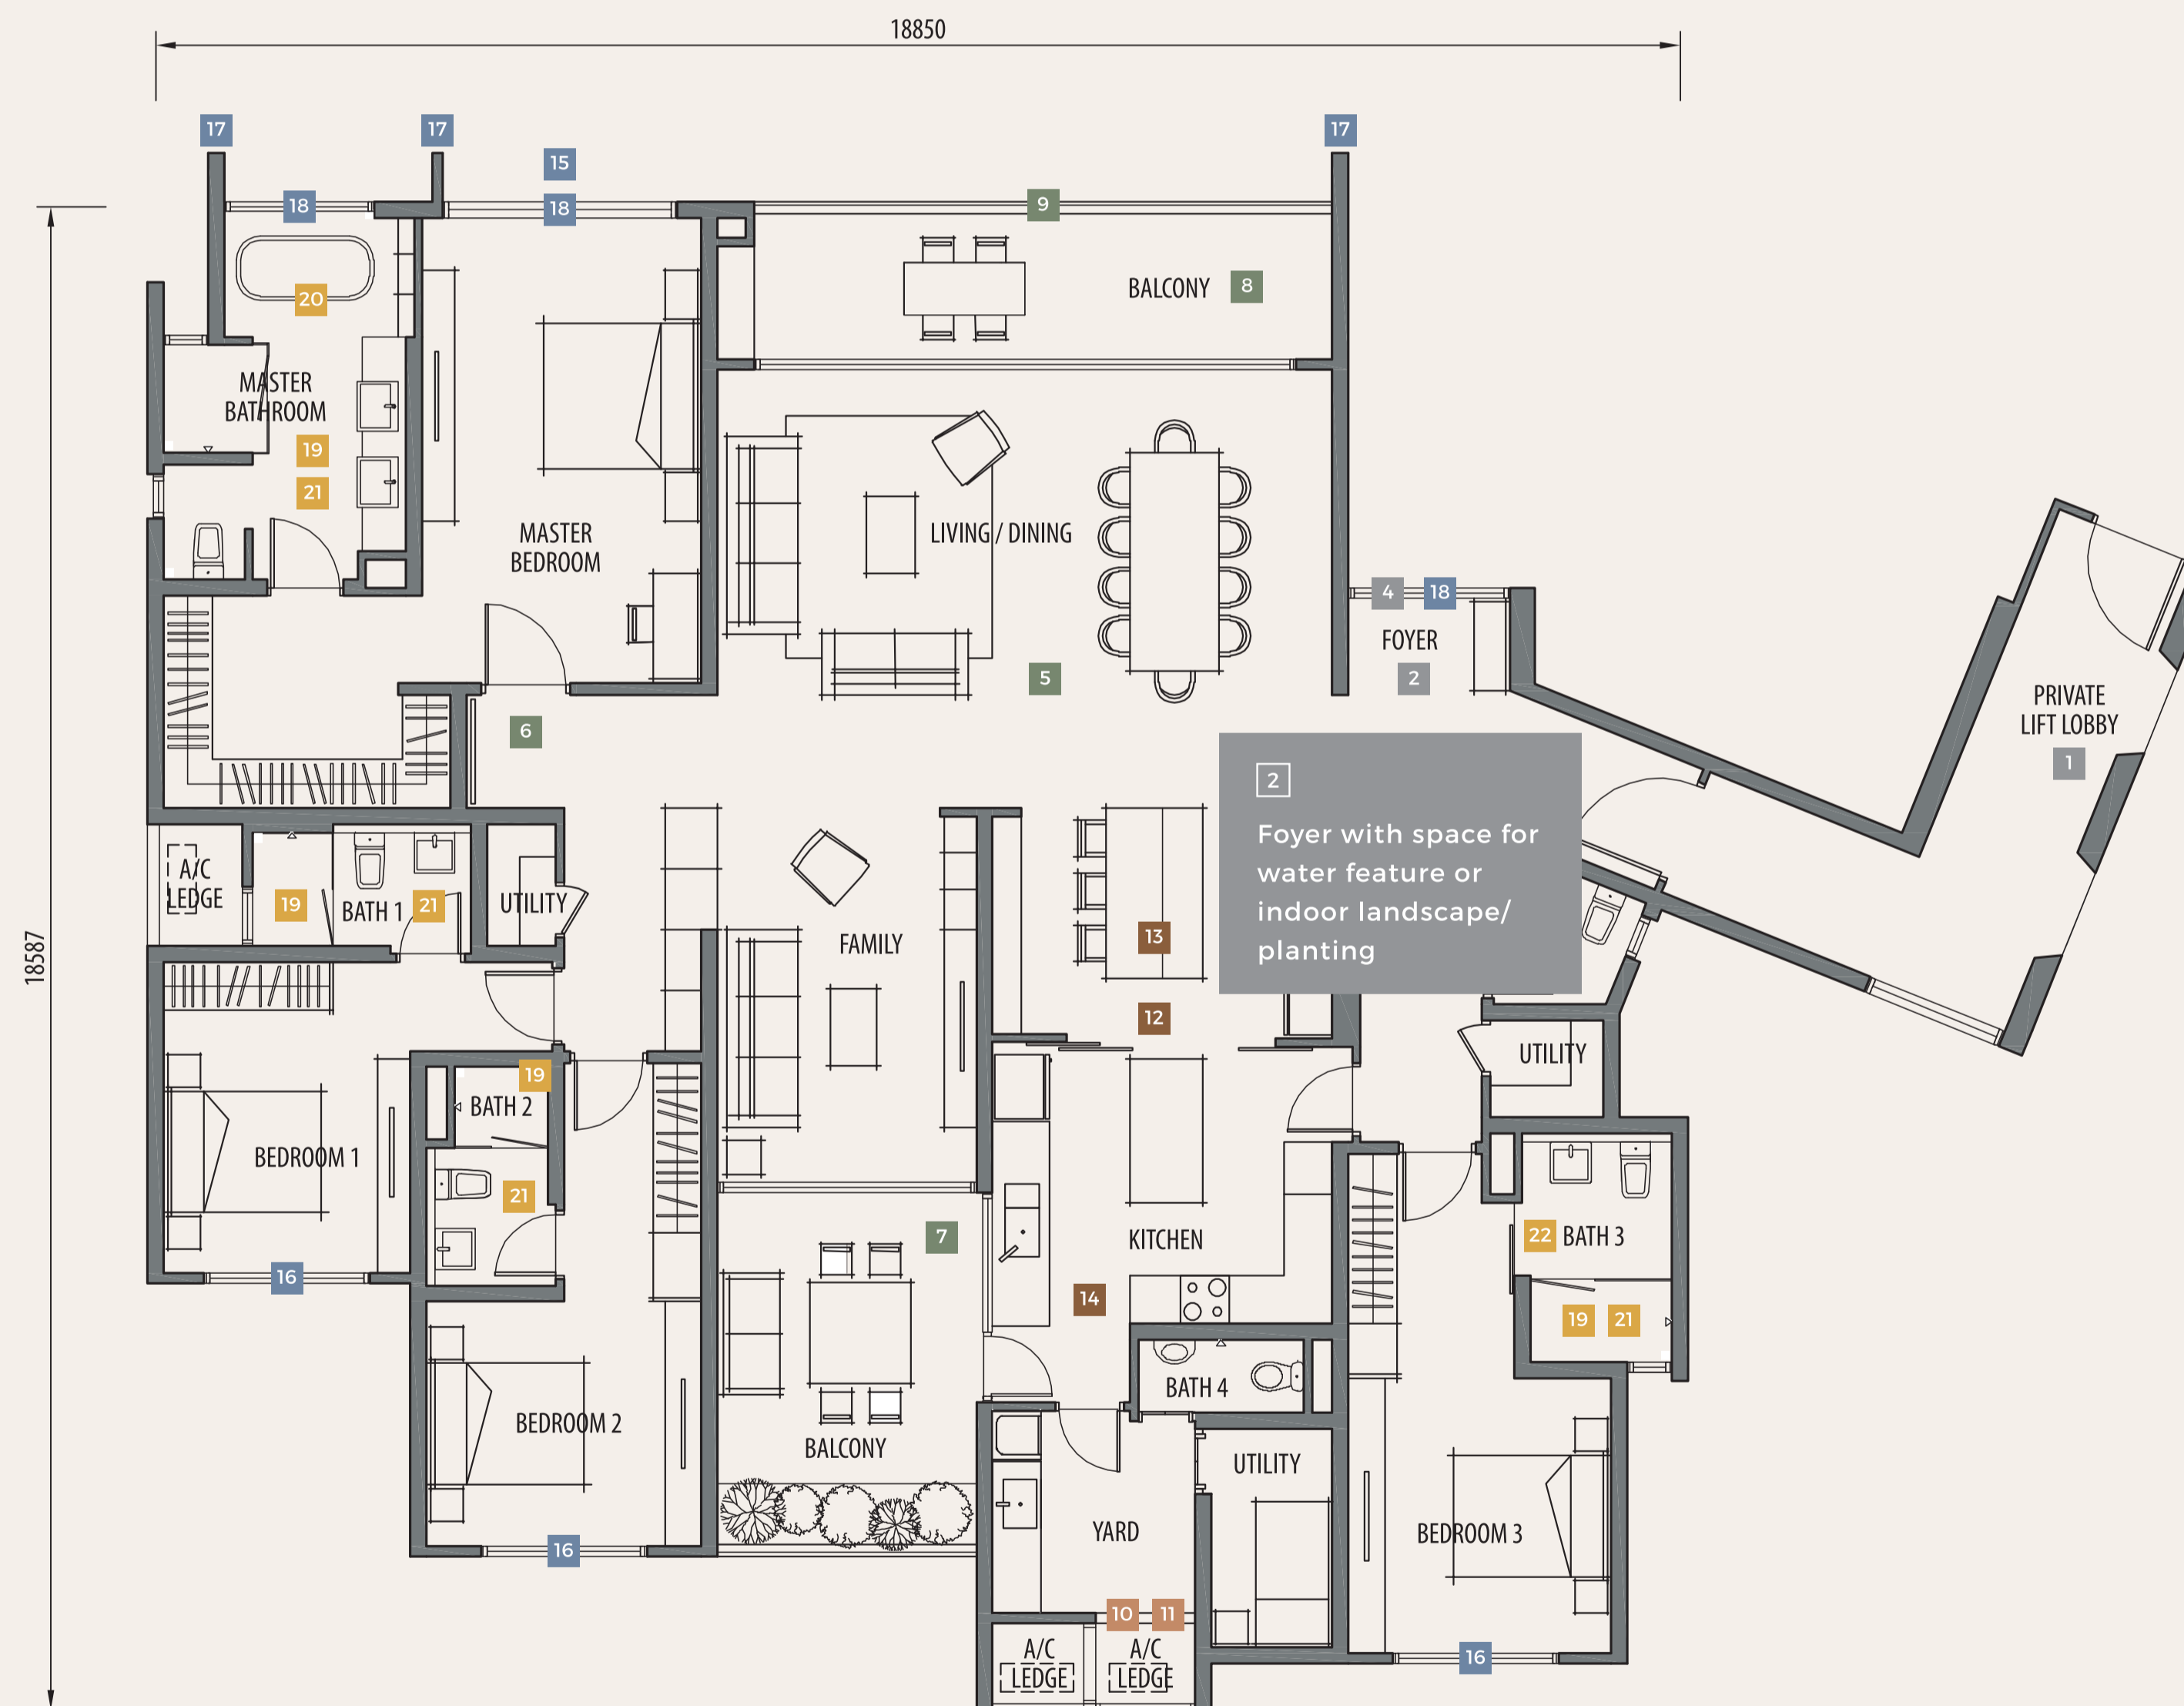 18850
17
17
17
15
18
18
9
BALCONY
8
20
MASTER
BATHROOM
19
21
MASTER
BEDROOM
LIVING / DINING
4
18
FOYER
2
5
6
PRIVATE
LIFT LOBBY
1
2
Foyer with space for
water feature or
indoor landscape/
planting
A/C
LEDGE
19
BATH 1
21
UTILITY
FAMILY
13
12
18587
19
BATH 2
BEDROOM 1
21
16
7
KITCHEN
14
UTILITY
22
BATH 3
19
21
BATH 4
BEDROOM 2
BALCONY
UTILITY
YARD
BEDROOM 3
16
10
11
A/C
LEDGE
A/C
LEDGE
16